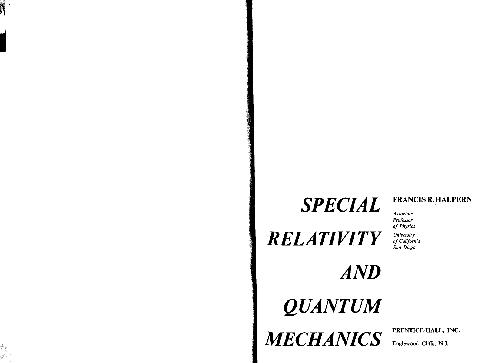 SPECIAL
RELATIVITY
AND
QUANTUM
MECHANICS
FRANCIS R. HALPERN
Professor
of Physics
University
of California
San Diego
PRENTICE-HALL, INC.
Englewood Cliffs, N.J.